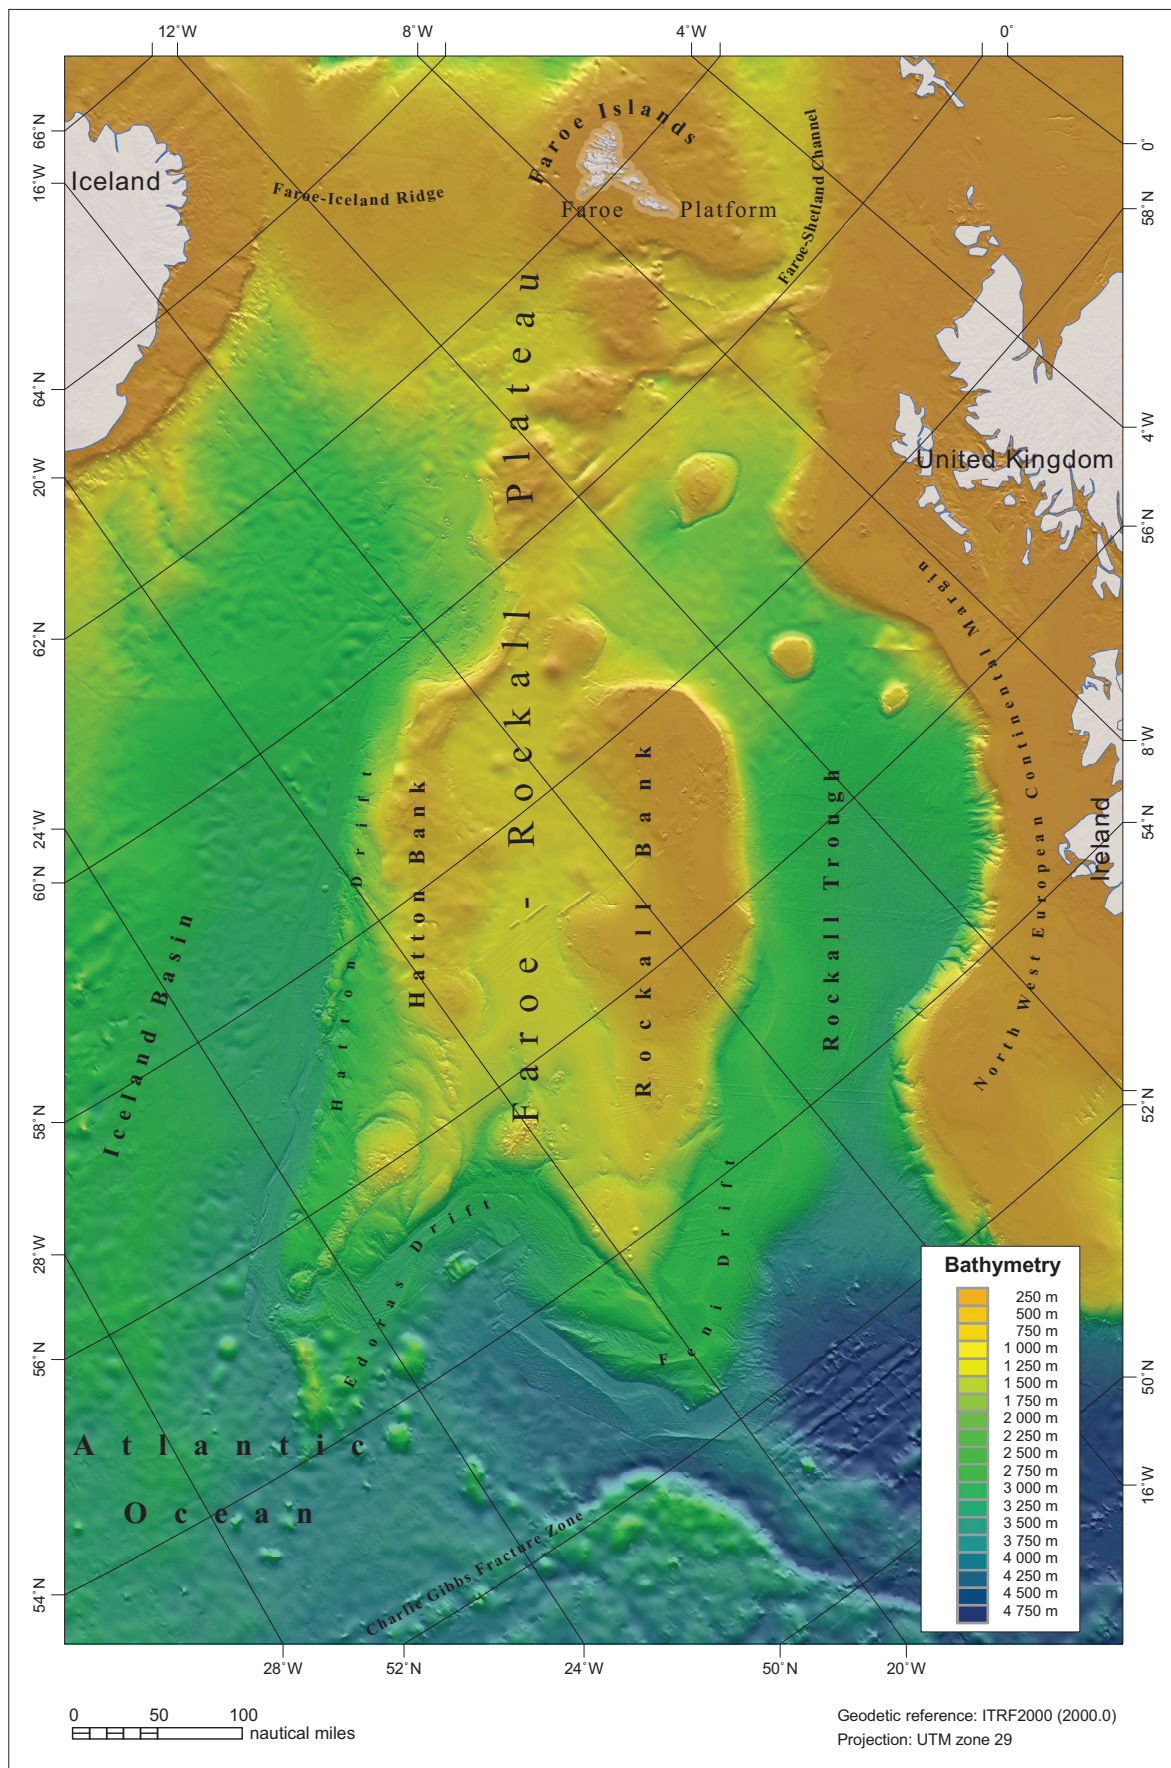 12°W
8°W
4°W
0°
66°N
16°W
64°N
20°W
62°N
24°W
60°N
58°N
28°W
56°N
54°N
0°
58°N
4°W
56°N
8°W
54°N
52°N
50°N
16°W
28°W
52°N
24°W
50°N
20°W
Iceland
Faroe-Iceland Ridge
Faroe Islands
Faroe Platform
Faroe-Shetland Channel
United Kingdom
Ireland
North West European Continental Margin
Faroe - Rockall Plateau
Hatton Bank
Hatton Drift
Rockall Bank
Rockall Trough
Iceland Basin
Edoras Drift
Feni Drift
Atlantic
Ocean
Charlie Gibbs Fracture Zone
Bathymetry
250 m
500 m
750 m
1 000 m
1 250 m
1 500 m
1 750 m
2 000 m
2 250 m
2 500 m
2 750 m
3 000 m
3 250 m
3 500 m
3 750 m
4 000 m
4 250 m
4 500 m
4 750 m
0 50 100
nautical miles
Geodetic reference: ITRF2000 (2000.0)
Projection: UTM zone 29